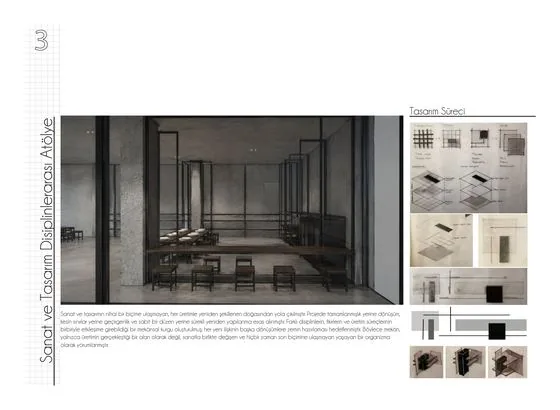 3
Sanat ve Tasarım Disiplinlerarası Atölye
Tasarım Süreci
Sanat ve tasarımın nihai bir biçime ulaşmayan, her üretimle yeniden şekillenen doğasından yola çıkılmıştır. Projede tamamlanmışlık yerine dönüşüm,
kesin sınırlar yerine geçirgenlik ve sabit bir düzen yerine sürekli yeniden yapılanma esas alınmıştır. Farklı disiplinlerin, fikirlerin ve üretim süreçlerinin
birbiriyle etkileşime girebildiği bir mekansal kurgu oluşturulmuş; her yeni ilişkinin başka dönüşümlere zemin hazırlaması hedeflenmiştir. Böylece mekan,
yalnızca üretimin gerçekleştiği bir alan olarak değil, sanatla birlikte değişen ve hiçbir zaman son biçimine ulaşmayan yaşayan bir organizma
olarak yorumlanmıştır.